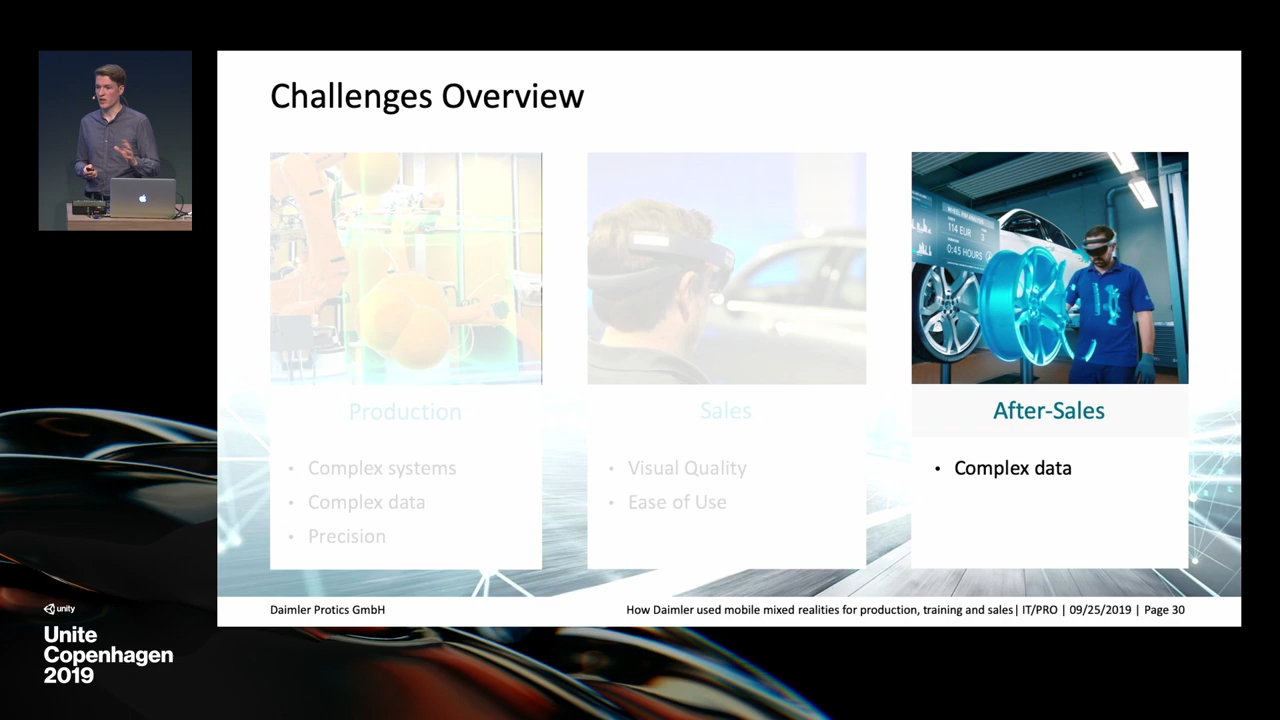 Challenges Overview
114 EUR
0:45 HOURS
Production
Sales
After-Sales
• Complex systems
• Complex data
• Precision
• Visual Quality
• Ease of Use
• Complex data
Daimler Protics GmbH
How Daimler used mobile mixed realities for production, training and sales| IT/PRO | 09/25/2019 | Page 30
unity
Unite
Copenhagen
2019